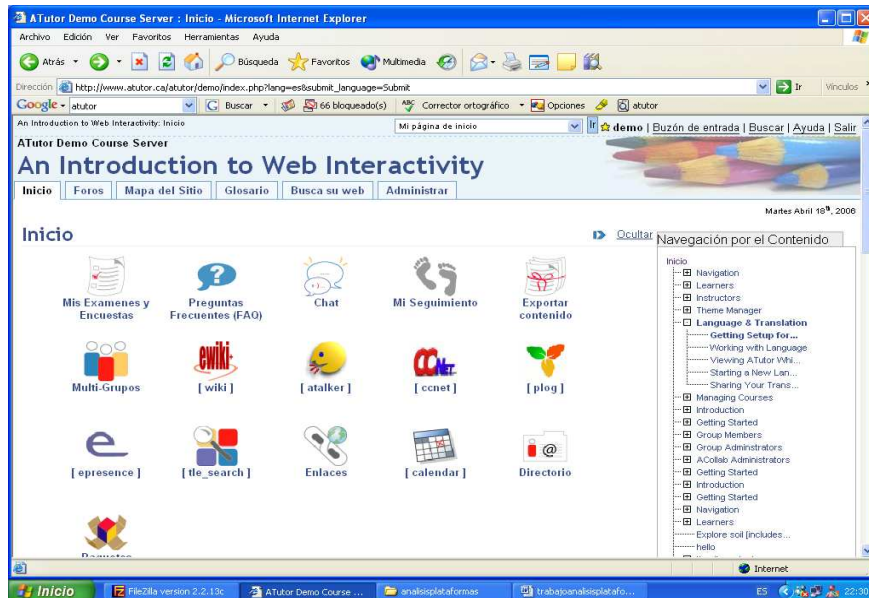 ATutor Demo Course Server : Inicio - Microsoft Internet Explorer
Archivo Edición Ver Favoritos Herramientas Ayuda
Atrás Búsqueda Favoritos Multimedia
Dirección http://www.atutor.ca/atutor/demo/index.php?lang=es&submit_language=Submit Ir Vínculos »
Google atutor Buscar 66 bloqueado(s) Corrector ortográfico Opciones atutor
An Introduction to Web Interactivity: Inicio Mi página de inicio Ir demo | Buzón de entrada | Buscar | Ayuda | Salir
ATutor Demo Course Server
An Introduction to Web Interactivity
Inicio Foros Mapa del Sitio Glosario Busca su web Administrar
Martes Abril 18, 2006
Inicio Ocultar Navegación por el Contenido
Inicio
Navigation
Learners
Instructors
Theme Manager
Language & Translation
Getting Setup for...
Working with Language
Viewing ATutor Whi...
Starting a New Lan...
Sharing Your Trans...
Managing Courses
Introduction
Getting Started
Group Members
Group Adminstrators
ACollab Administrators
Getting Started
Introduction
Getting Started
Navigation
Learners
Explore soil [includes...
hello
Mis Examenes y Encuestas
Preguntas Frecuentes (FAQ)
Chat
Mi Seguimiento
Exportar contenido
Multi-Grupos
ewiki
[ wiki ]
[ atalker ]
CCNet
[ ccnet ]
[ plog ]
e
[ epresence ]
[ tle_search ]
Enlaces
[ calendar ]
@
Directorio
Paquetes
Internet
Inicio FileZilla version 2.2.13c ATutor Demo Course ... analisisplataformas trabajoanalisisplatafo... ES 22:30